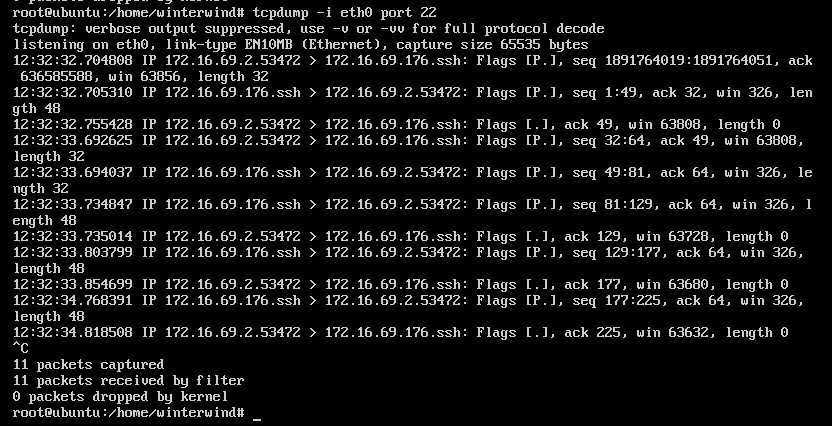 root@ubuntu:/home/winterwind# tcpdump -i eth0 port 22
tcpdump: verbose output suppressed, use -v or -vv for full protocol decode
listening on eth0, link-type EN10MB (Ethernet), capture size 65535 bytes
12:32:32.704808 IP 172.16.69.2.53472 > 172.16.69.176.ssh: Flags [P.], seq 1891764019:1891764051, ack
 636585588, win 63856, length 32
12:32:32.705310 IP 172.16.69.176.ssh > 172.16.69.2.53472: Flags [P.], seq 1:49, ack 32, win 326, len
gth 48
12:32:32.755428 IP 172.16.69.2.53472 > 172.16.69.176.ssh: Flags [.], ack 49, win 63808, length 0
12:32:33.692625 IP 172.16.69.2.53472 > 172.16.69.176.ssh: Flags [P.], seq 32:64, ack 49, win 63808,
length 32
12:32:33.694037 IP 172.16.69.176.ssh > 172.16.69.2.53472: Flags [P.], seq 49:81, ack 64, win 326, le
ngth 32
12:32:33.734847 IP 172.16.69.176.ssh > 172.16.69.2.53472: Flags [P.], seq 81:129, ack 64, win 326, l
ength 48
12:32:33.735014 IP 172.16.69.2.53472 > 172.16.69.176.ssh: Flags [.], ack 129, win 63728, length 0
12:32:33.803799 IP 172.16.69.176.ssh > 172.16.69.2.53472: Flags [P.], seq 129:177, ack 64, win 326,
length 48
12:32:33.854699 IP 172.16.69.2.53472 > 172.16.69.176.ssh: Flags [.], ack 177, win 63680, length 0
12:32:34.768391 IP 172.16.69.176.ssh > 172.16.69.2.53472: Flags [P.], seq 177:225, ack 64, win 326,
length 48
12:32:34.818508 IP 172.16.69.2.53472 > 172.16.69.176.ssh: Flags [.], ack 225, win 63632, length 0
^C
11 packets captured
11 packets received by filter
0 packets dropped by kernel
root@ubuntu:/home/winterwind# _